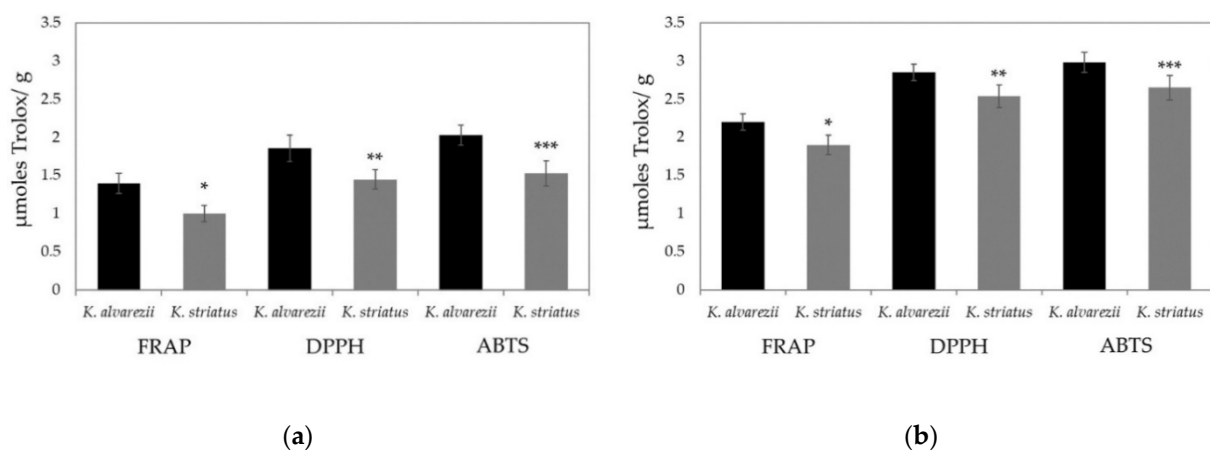 3.5
3
2.5
2
1.5
1
0.5
0
µmoles Trolox/ g
*
**
***
K. alvarezii K. striatus K. alvarezii K. striatus K. alvarezii K. striatus
FRAP DPPH ABTS
(a)
3.5
3
2.5
2
1.5
1
0.5
0
µmoles Trolox/ g
*
**
***
K. alvarezii K. striatus K. alvarezii K. striatus K. alvarezii K. striatus
FRAP DPPH ABTS
(b)